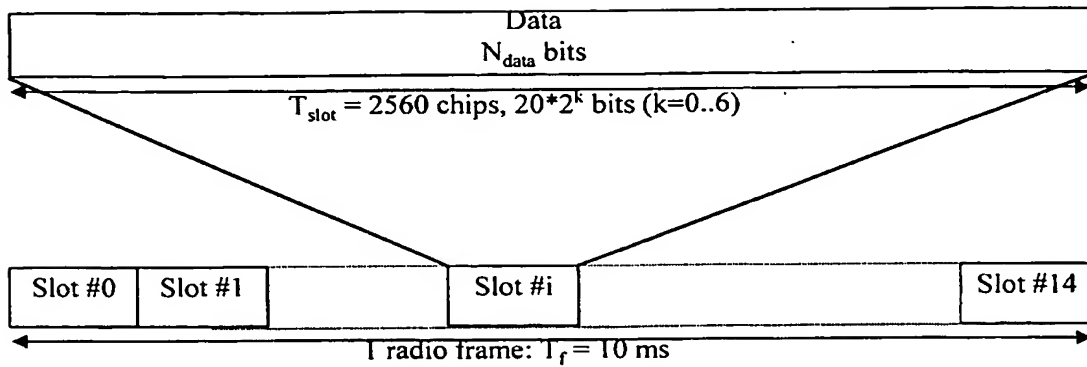 Data
N_data bits
T_slot = 2560 chips, 20*2^k bits (k=0..6)
Slot #0 Slot #1 Slot #i Slot #14
1 radio frame: T_f = 10 ms